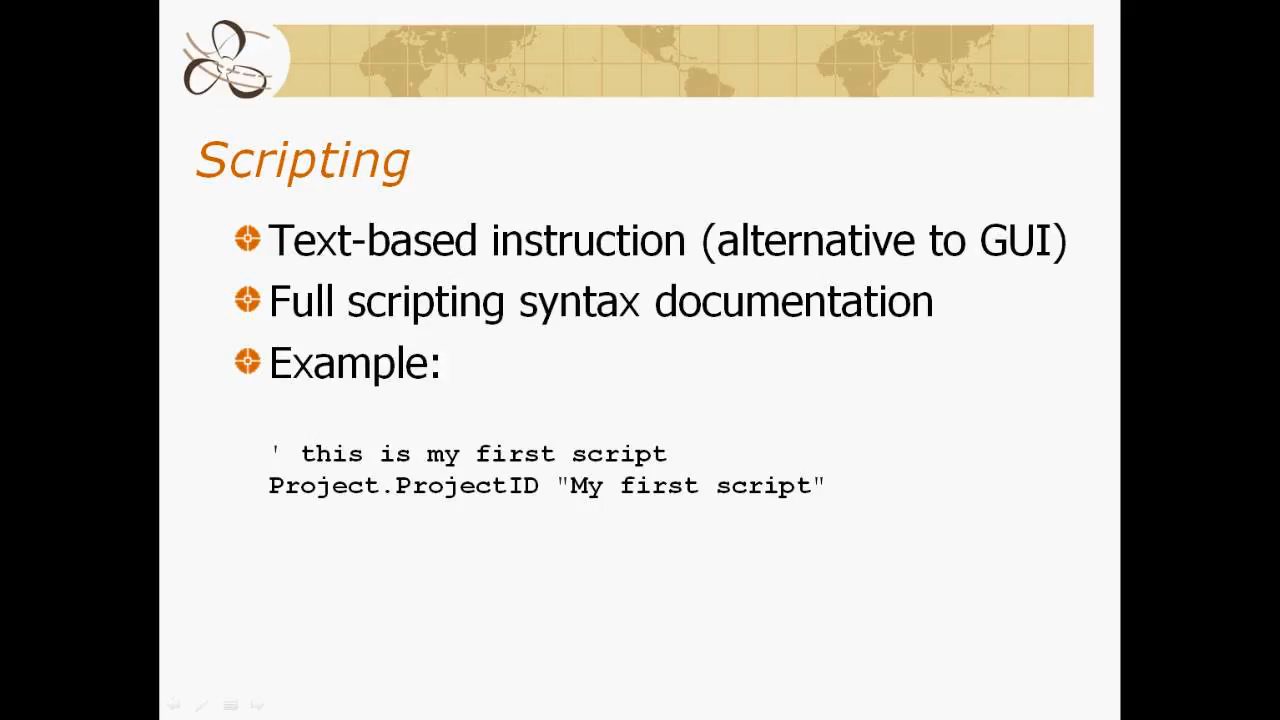 Scripting
Text-based instruction (alternative to GUI)
Full scripting syntax documentation
Example:
' this is my first script
Project.ProjectID "My first script"